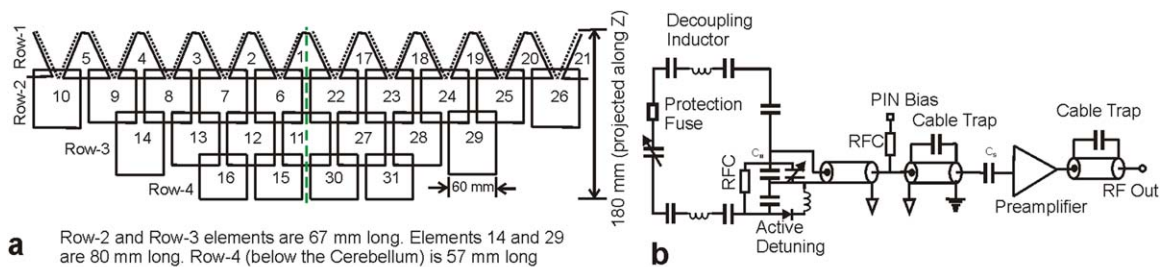 Row-1
5
4
3
2
1
17
18
19
20
21
Row-2
10
9
8
7
6
22
23
24
25
26
Row-3
14
13
12
11
27
28
29
Row-4
16
15
30
31
60 mm
180 mm (projected along Z)
a
Row-2 and Row-3 elements are 67 mm long. Elements 14 and 29
are 80 mm long. Row-4 (below the Cerebellum) is 57 mm long
Decoupling
Inductor
Protection
Fuse
RFC
Active
Detuning
PIN Bias
RFC
Cable Trap
Preamplifier
Cable Trap
RF Out
b